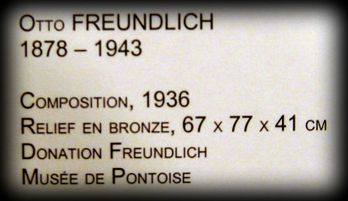 Otto FREUNDLICH
1878 – 1943
Composition, 1936
Relief en bronze, 67 x 77 x 41 cm
Donation Freundlich
Musée de Pontoise